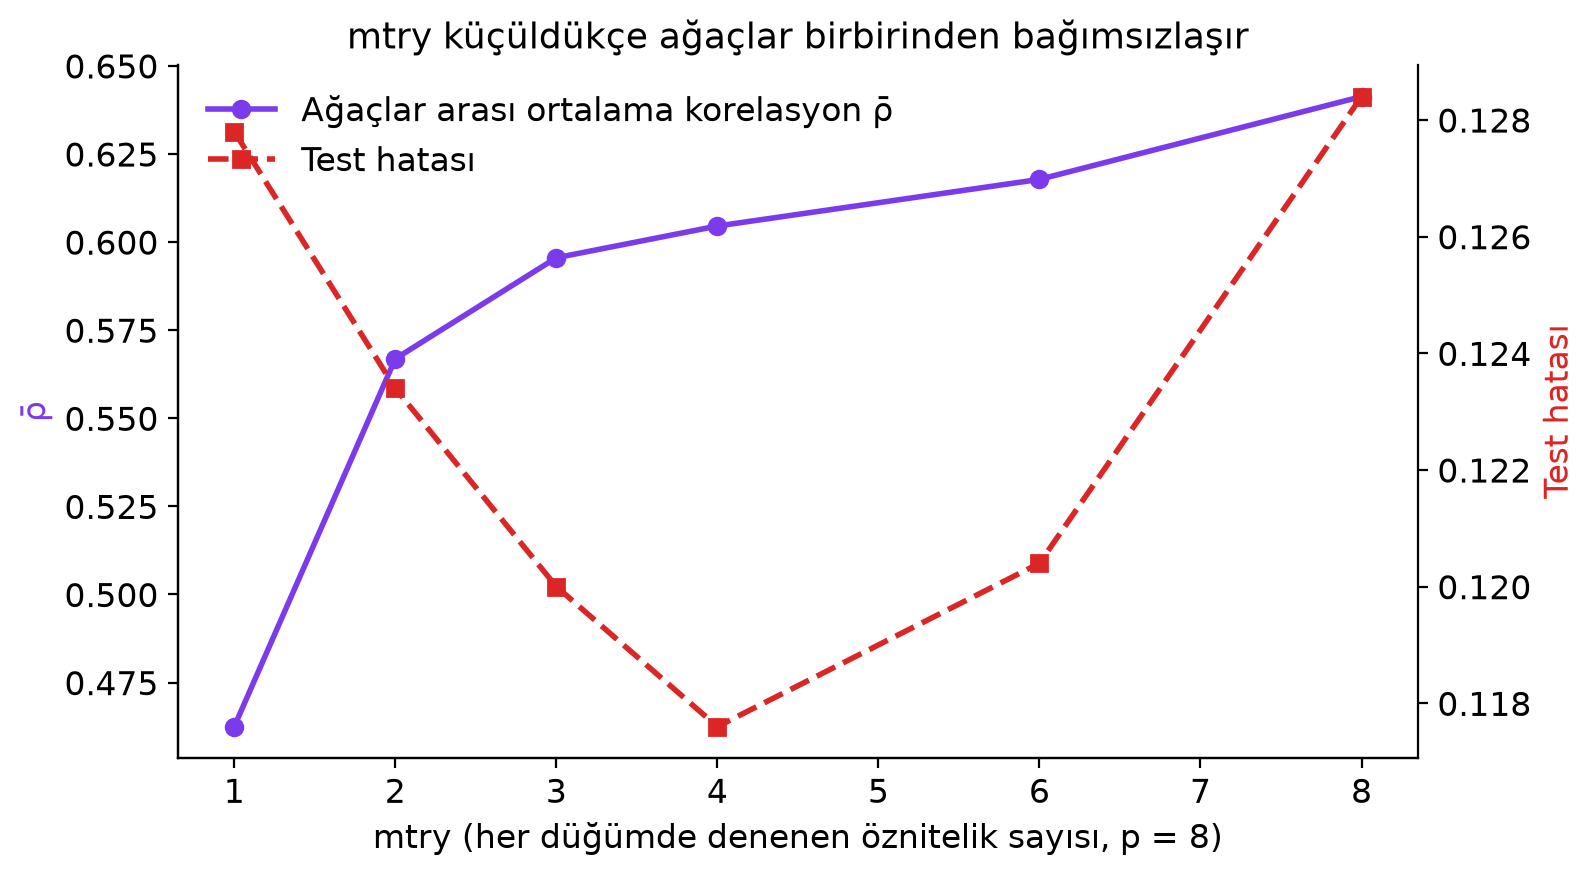 mtry küçüldükçe ağaçlar birbirinden bağımsızlaşır
Ağaçlar arası ortalama korelasyon ρ̄
Test hatası
0.650
0.625
0.600
0.575
0.550
0.525
0.500
0.475
ρ̄
0.128
0.126
0.124
0.122
0.120
0.118
Test hatası
1 2 3 4 5 6 7 8
mtry (her düğümde denenen öznitelik sayısı, p = 8)